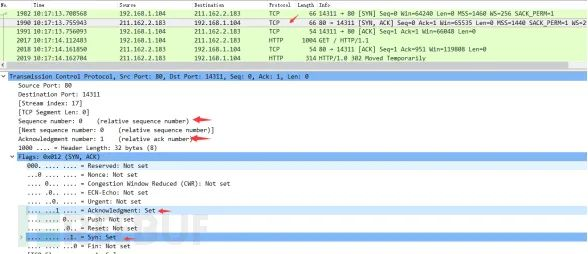 No. Time Source Destination Protocol Length Info
1982 10:17:13.708568 192.168.1.104 211.162.2.183 TCP 66 14311 → 80 [SYN] Seq=0 Win=64240 Len=0 MSS=1460 WS=256 SACK_PERM=1
1990 10:17:13.755943 211.162.2.183 192.168.1.104 TCP 66 80 → 14311 [SYN, ACK] Seq=0 Ack=1 Win=65535 Len=0 MSS=1440 SACK_PERM=1 WS=2
1991 10:17:13.756093 192.168.1.104 211.162.2.183 TCP 54 14311 → 80 [ACK] Seq=1 Ack=1 Win=66048 Len=0
2017 10:17:14.112483 192.168.1.104 211.162.2.183 HTTP 1004 GET / HTTP/1.1
2018 10:17:14.161850 211.162.2.183 192.168.1.104 TCP 54 80 → 14311 [ACK] Seq=1 Ack=951 Win=119808 Len=0
2019 10:17:14.162704 211.162.2.183 192.168.1.104 HTTP 314 HTTP/1.0 302 Moved Temporarily
Transmission Control Protocol, Src Port: 80, Dst Port: 14311, Seq: 0, Ack: 1, Len: 0
Source Port: 80
Destination Port: 14311
[Stream index: 17]
[TCP Segment Len: 0]
Sequence number: 0 (relative sequence number)
[Next sequence number: 0 (relative sequence number)]
Acknowledgment number: 1 (relative ack number)
1000 .... = Header Length: 32 bytes (8)
Flags: 0x012 (SYN, ACK)
000. .... .... = Reserved: Not set
...0 .... .... = Nonce: Not set
.... 0... .... = Congestion Window Reduced (CWR): Not set
.... .0.. .... = ECN-Echo: Not set
.... ..0. .... = Urgent: Not set
.... ...1 .... = Acknowledgment: Set
.... .... 0... = Push: Not set
.... .... .0.. = Reset: Not set
.... .... ..1. = Syn: Set
.... .... ...0 = Fin: Not set